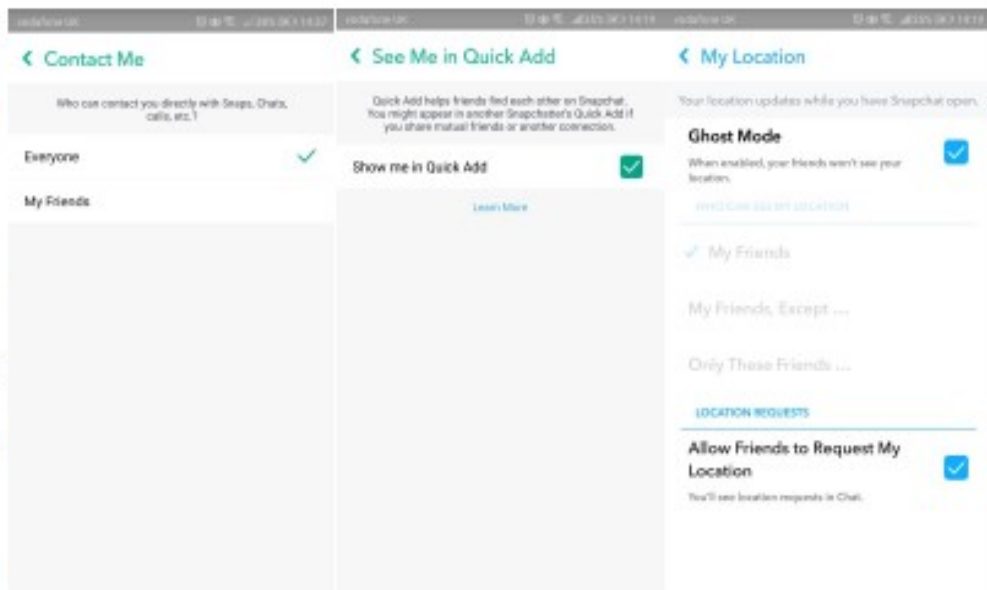 vodafone UK
Contact Me
Who can contact you directly with Snaps, Chats,
calls, etc.?
Everyone
My Friends
See Me in Quick Add
Quick Add helps friends find each other on Snapchat.
You might appear in another Snapchatter's Quick Add if
you share mutual friends or another connection.
Show me in Quick Add
Learn More
vodafone UK
My Location
Your location updates while you have Snapchat open.
Ghost Mode
When enabled, your friends won't see your
location.
WHO CAN SEE MY LOCATION
My Friends
My Friends, Except ...
Only These Friends ...
LOCATION REQUESTS
Allow Friends to Request My
Location
You'll see location requests in Chat.